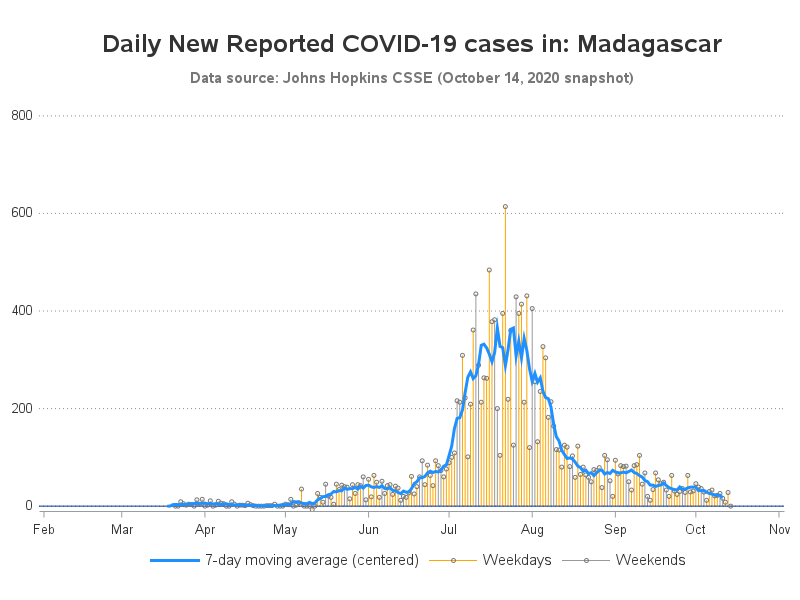 Daily New Reported COVID-19 cases in: Madagascar
Data source: Johns Hopkins CSSE (October 14, 2020 snapshot)
800
600
400
200
0
Feb Mar Apr May Jun Jul Aug Sep Oct Nov
7-day moving average (centered) Weekdays Weekends